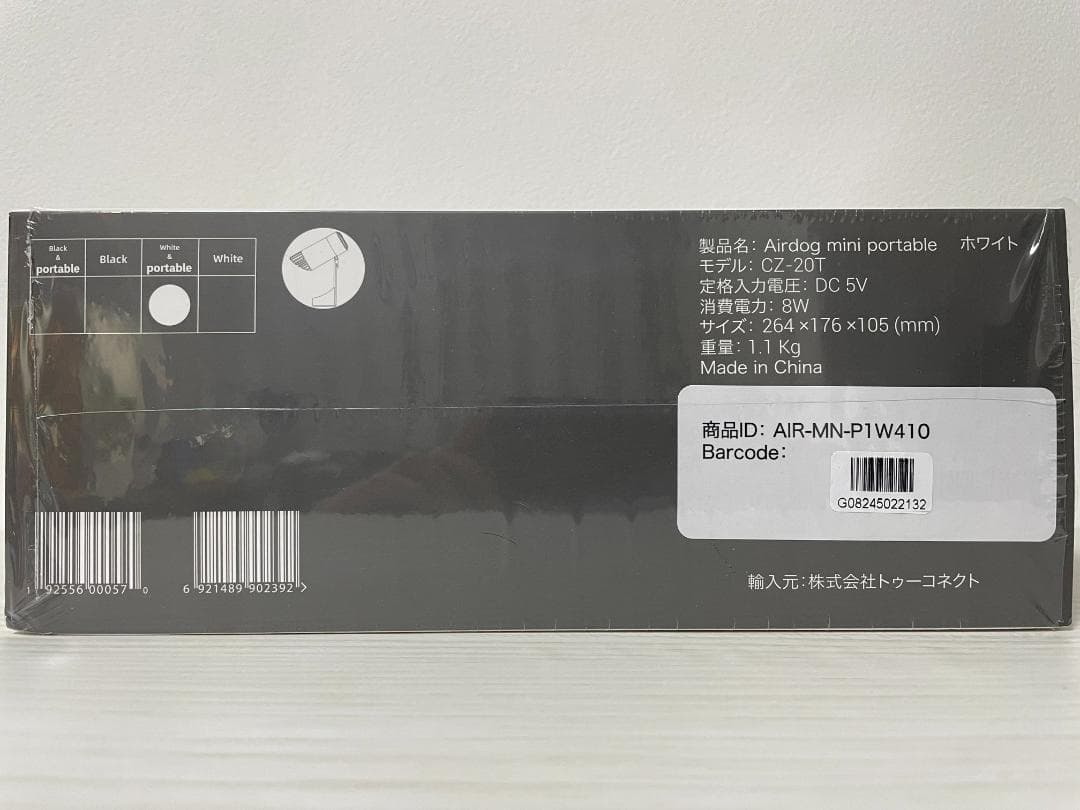 Black
&
portable
Black
White
&
portable
White
製品名: Airdog mini portable ホワイト
モデル: CZ-20T
定格入力電圧: DC 5V
消費電力: 8W
サイズ: 264×176×105 (mm)
重量: 1.1 Kg
Made in China
商品ID: AIR-MN-P1W410
Barcode:
G08245022132
1 92556 00057 0
6 921489 902392 >
輸入元:株式会社トゥーコネクト